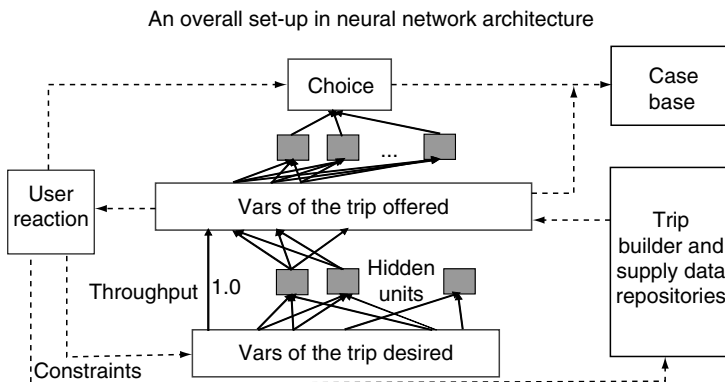 An overall set-up in neural network architecture
Choice
Case
base
...
User
reaction
Vars of the trip offered
Trip
builder and
supply data
repositories
Throughput
1.0
Hidden
units
Vars of the trip desired
Constraints